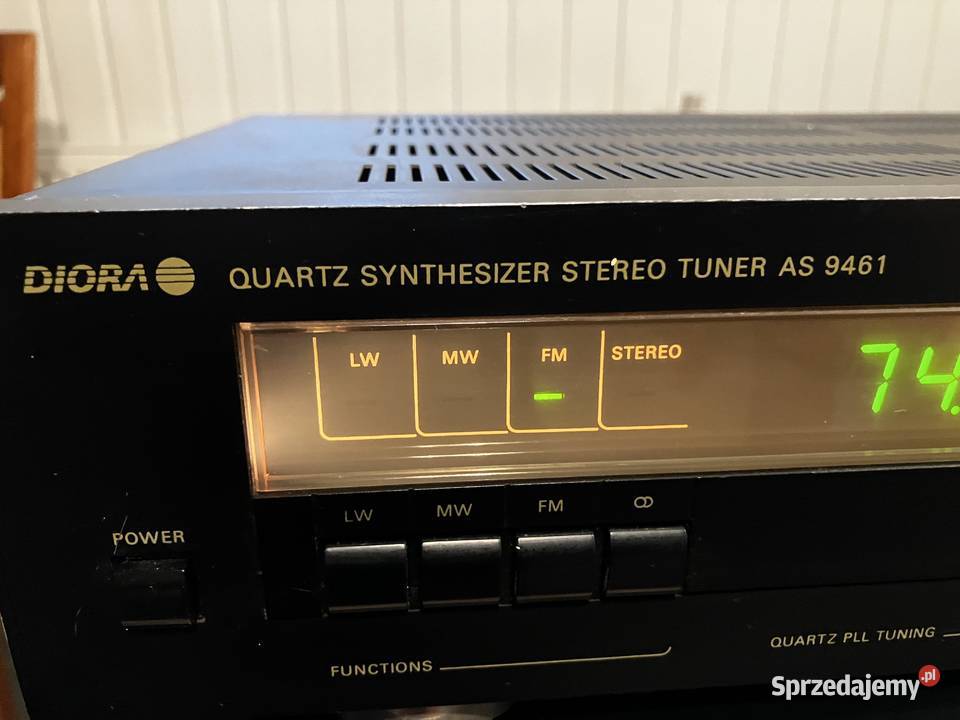 DIORA QUARTZ SYNTHESIZER STEREO TUNER AS 9461
LW MW FM STEREO 74.
LW MW FM
POWER
QUARTZ PLL TUNING
FUNCTIONS
Sprzedajemy.pl